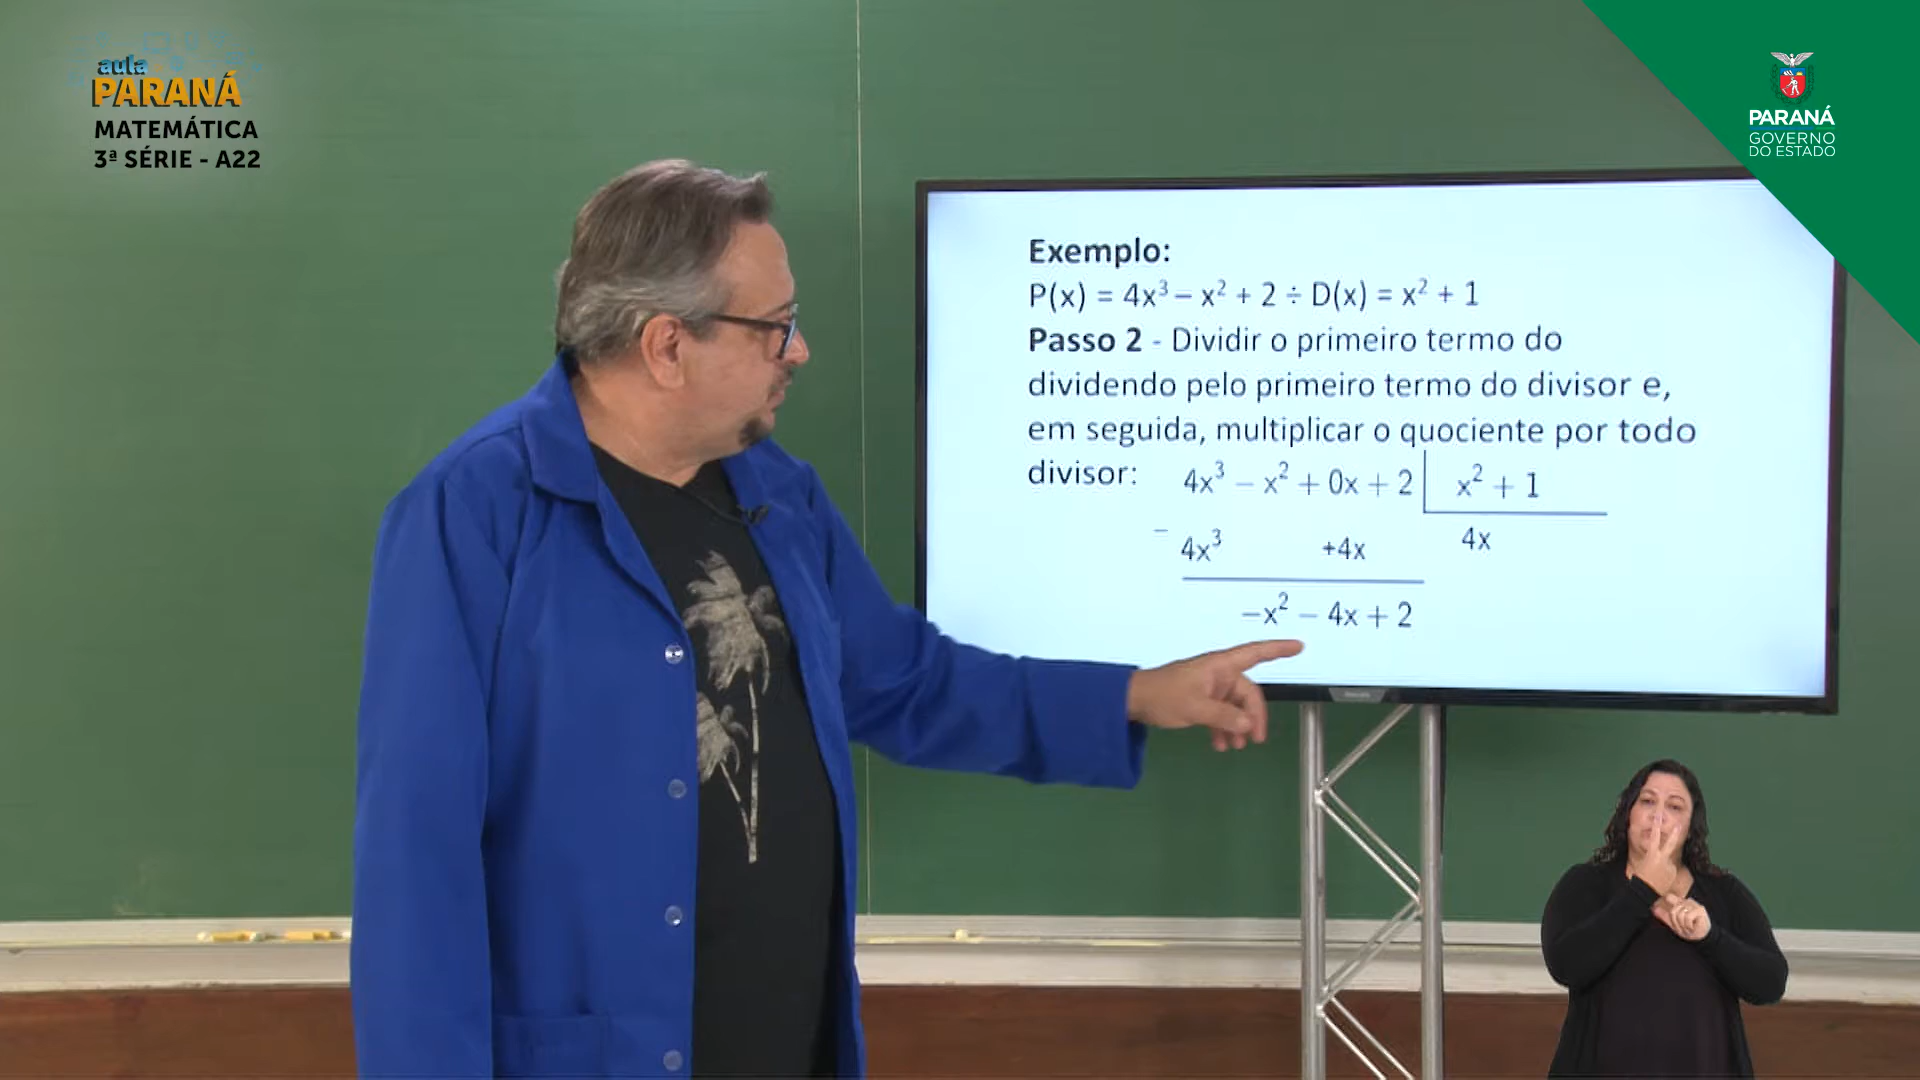 aula
PARANÁ
MATEMÁTICA
3ª SÉRIE - A22
PARANÁ
GOVERNO
DO ESTADO
Exemplo:
P(x) = 4x³ – x² + 2 ÷ D(x) = x² + 1
Passo 2 - Dividir o primeiro termo do
dividendo pelo primeiro termo do divisor e,
em seguida, multiplicar o quociente por todo
divisor: 4x³ – x² + 0x + 2 x² + 1
– 4x³ +4x 4x
–x² – 4x + 2